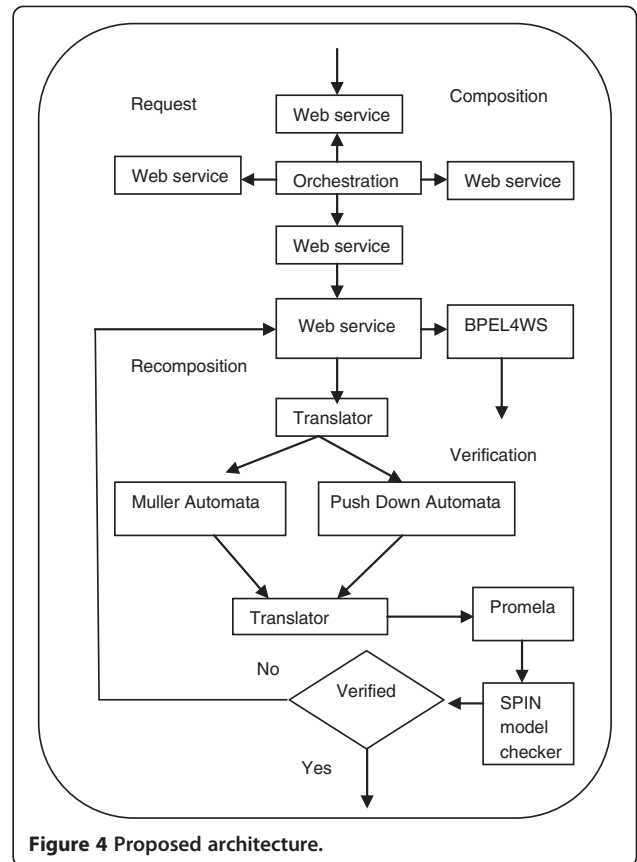 Request
Composition
Web service
Web service
Orchestration
Web service
Web service
Web service
BPEL4WS
Recomposition
Translator
Verification
Muller Automata
Push Down Automata
Translator
Promela
No
Verified
SPIN
model
checker
Yes
Figure 4 Proposed architecture.